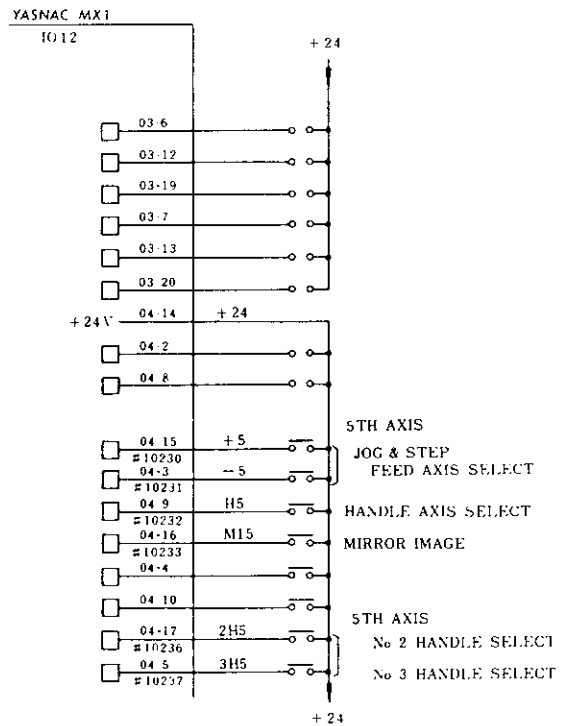 YASNAC MX1
IO12
+24
03-6
03-12
03-19
03-7
03-13
03 20
+24V 04-14 +24
04-2
04 8
5TH AXIS
04 15 +5
#10230
JOG & STEP
FEED AXIS SELECT
04-3 -5
#10231
04 9 H5 HANDLE AXIS SELECT
#10232
04-16 M15 MIRROR IMAGE
#10233
04-4
04 10
5TH AXIS
04-17 2H5 No 2 HANDLE SELECT
#10236
04 5 3H5 No 3 HANDLE SELECT
#10237
+24